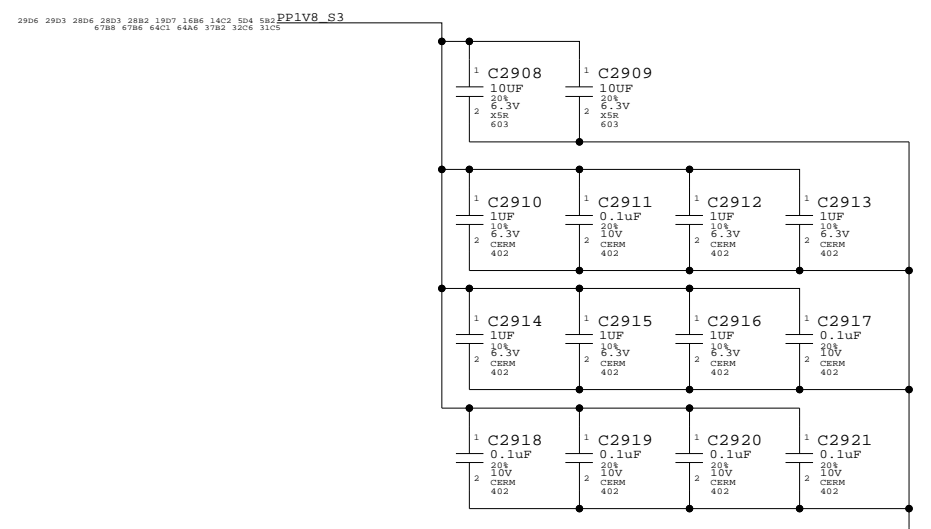 29D6 29D3 28D6 28D3 28B2 19D7 16B6 14C2 5D4 5B2 PP1V8_S3
67B8 67B6 64C1 64A6 37B2 32C6 31C5
1 C2908 1 C2909
10UF 10UF
20% 20%
6.3V 6.3V
2 X5R 2 X5R
603 603
1 C2910 1 C2911 1 C2912 1 C2913
1UF 0.1uF 1UF 1UF
10% 20% 10% 10%
6.3V 10V 6.3V 6.3V
2 CERM 2 CERM 2 CERM 2 CERM
402 402 402 402
1 C2914 1 C2915 1 C2916 1 C2917
1UF 1UF 1UF 0.1uF
10% 10% 10% 20%
6.3V 6.3V 6.3V 10V
2 CERM 2 CERM 2 CERM 2 CERM
402 402 402 402
1 C2918 1 C2919 1 C2920 1 C2921
0.1uF 0.1uF 0.1uF 0.1uF
20% 20% 20% 20%
10V 10V 10V 10V
2 CERM 2 CERM 2 CERM 2 CERM
402 402 402 402